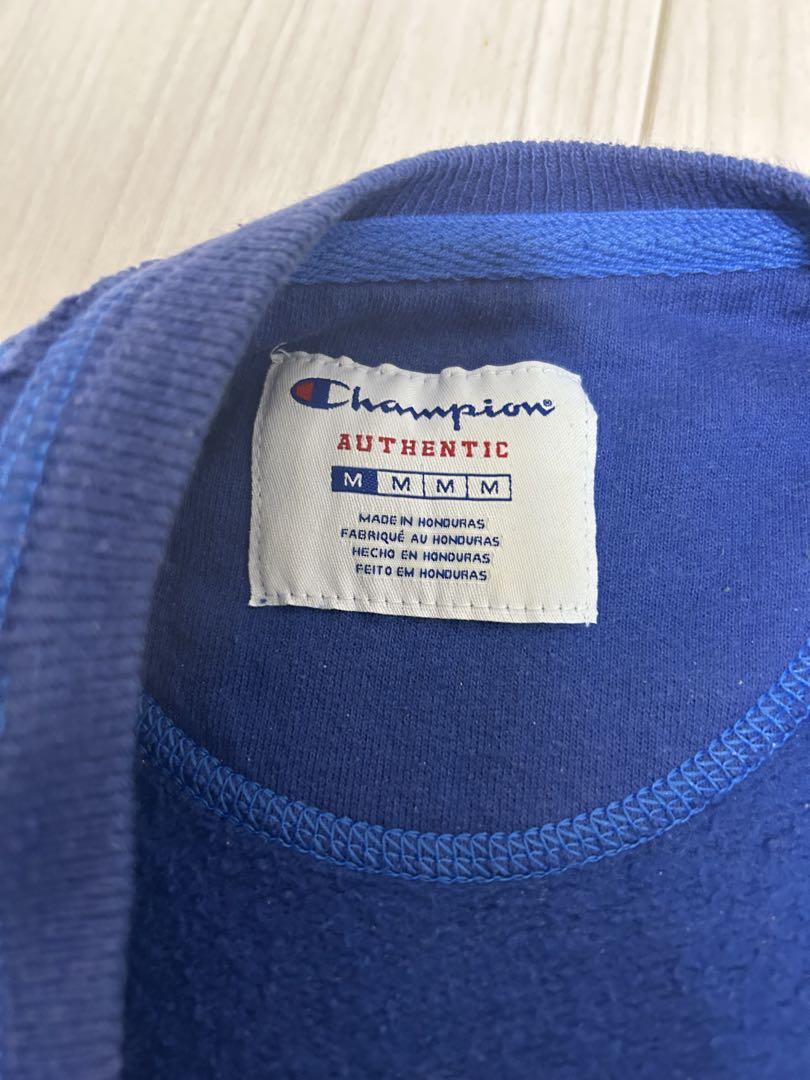 Champion®
AUTHENTIC
M M M M
MADE IN HONDURAS
FABRIQUÉ AU HONDURAS
HECHO EN HONDURAS
FEITO EM HONDURAS